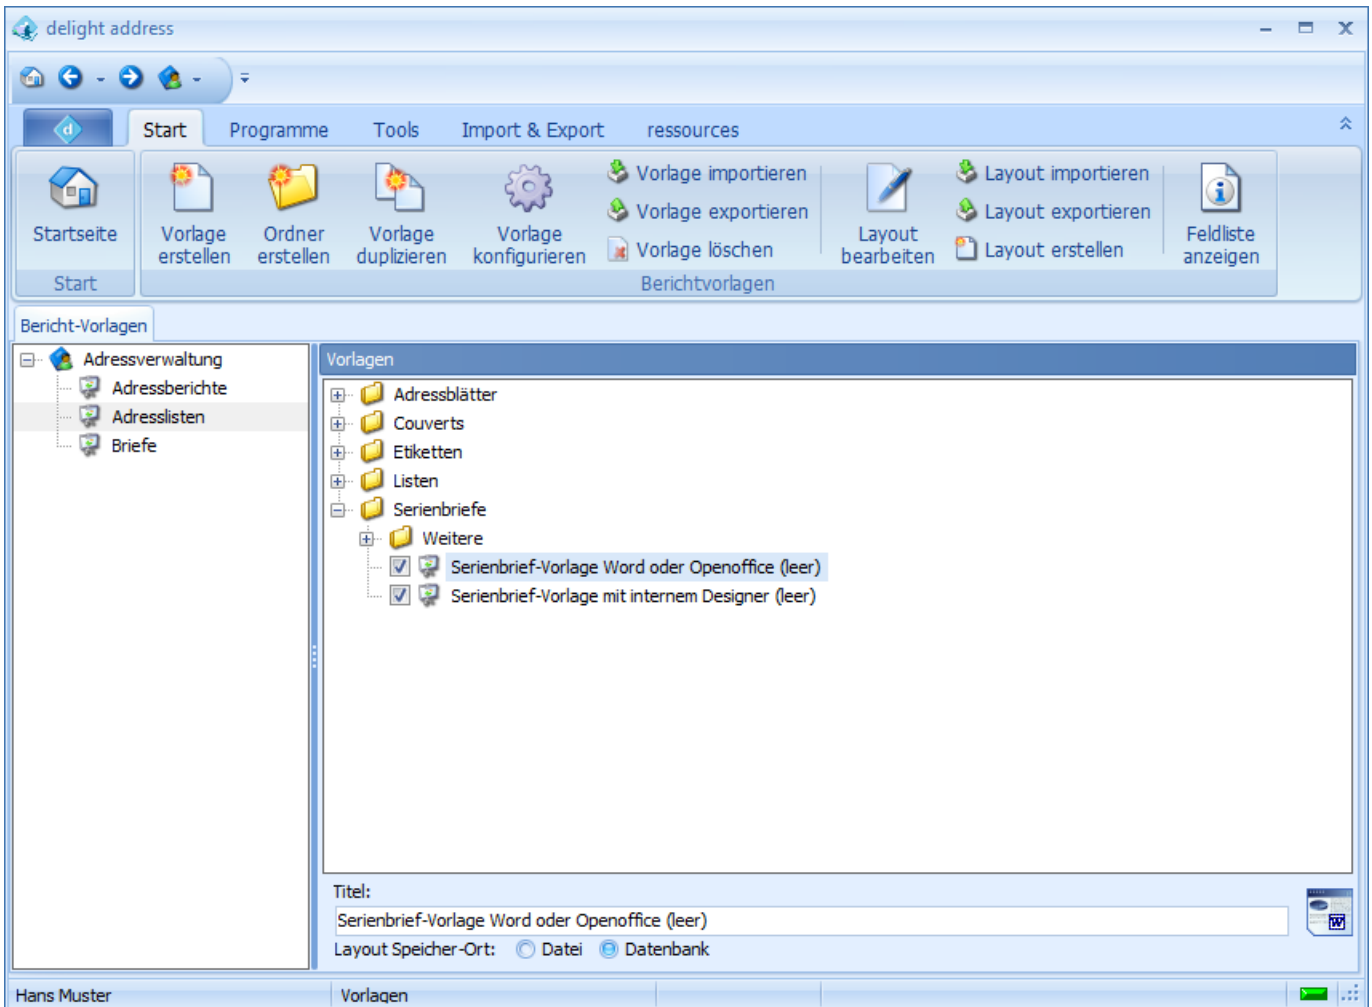 delight address
d
Start Programme Tools Import & Export ressources
Startseite
Vorlage erstellen
Ordner erstellen
Vorlage duplizieren
Vorlage konfigurieren
Vorlage importieren
Vorlage exportieren
Vorlage löschen
Layout bearbeiten
Layout importieren
Layout exportieren
Layout erstellen
Feldliste anzeigen
Start
Berichtvorlagen
Bericht-Vorlagen
Adressverwaltung
Adressberichte
Adresslisten
Briefe
Vorlagen
Adressblätter
Couverts
Etiketten
Listen
Serienbriefe
Weitere
Serienbrief-Vorlage Word oder Openoffice (leer)
Serienbrief-Vorlage mit internem Designer (leer)
Titel:
Serienbrief-Vorlage Word oder Openoffice (leer)
W
Layout Speicher-Ort: Datei Datenbank
Hans Muster Vorlagen